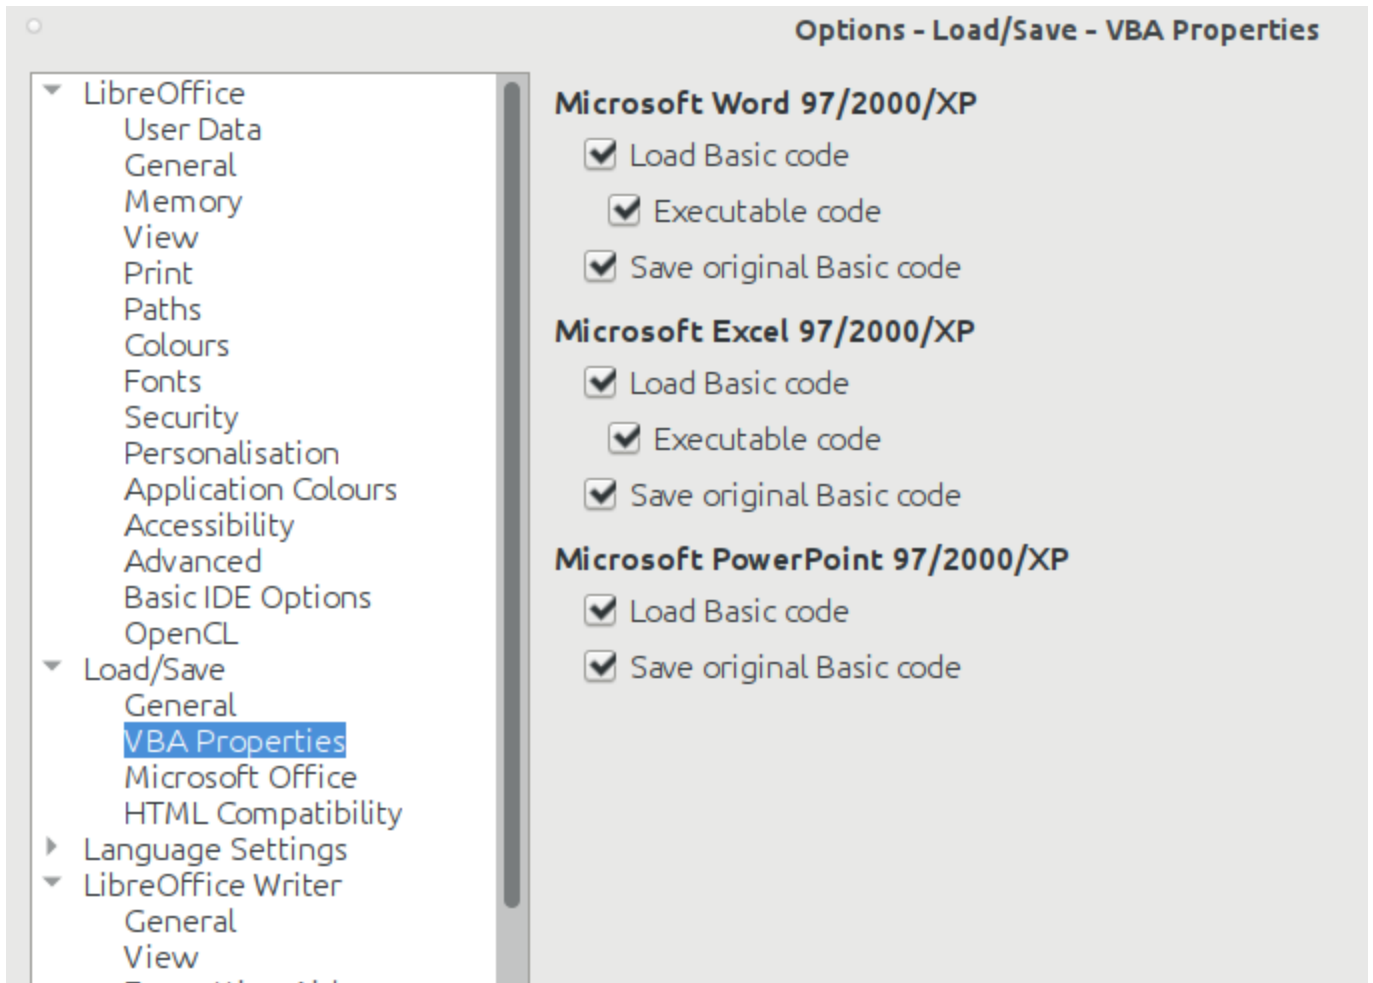 Options - Load/Save - VBA Properties
LibreOffice
User Data
General
Memory
View
Print
Paths
Colours
Fonts
Security
Personalisation
Application Colours
Accessibility
Advanced
Basic IDE Options
OpenCL
Load/Save
General
VBA Properties
Microsoft Office
HTML Compatibility
Language Settings
LibreOffice Writer
General
View
Microsoft Word 97/2000/XP
Load Basic code
Executable code
Save original Basic code
Microsoft Excel 97/2000/XP
Load Basic code
Executable code
Save original Basic code
Microsoft PowerPoint 97/2000/XP
Load Basic code
Save original Basic code